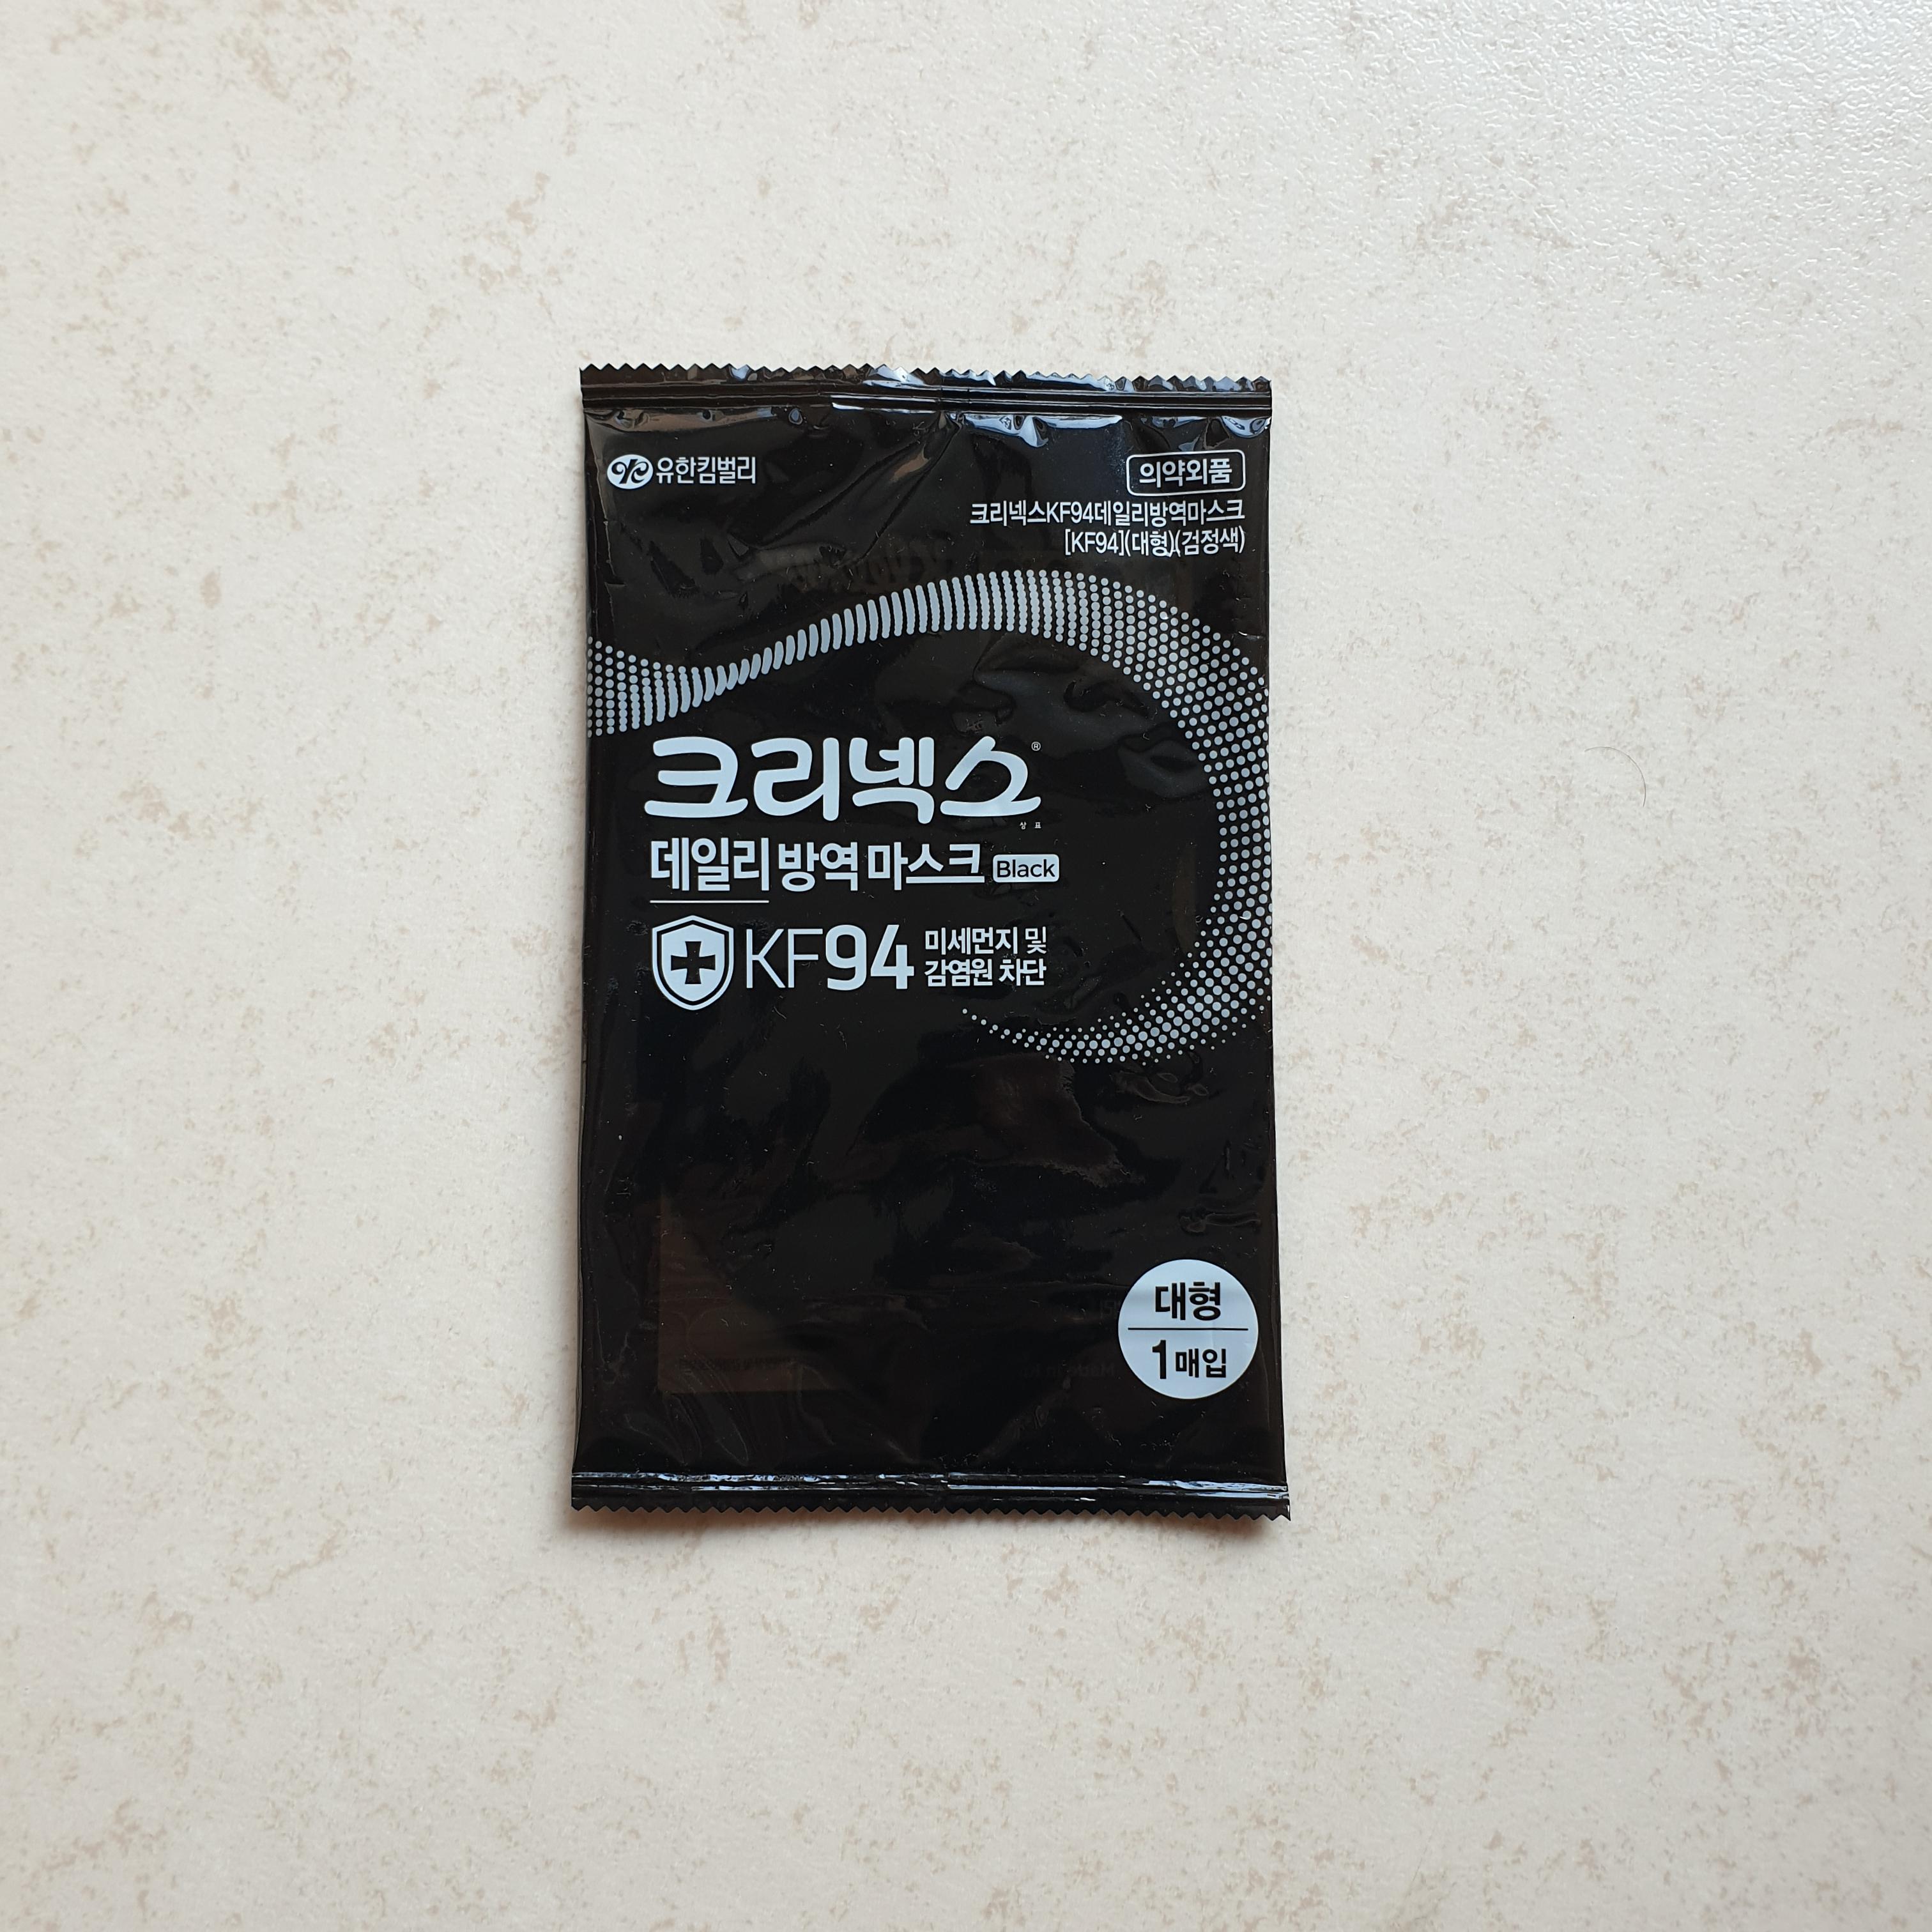 유한킴벌리
의약외품
크리넥스KF94데일리방역마스크
[KF94](대형)(검정색)
크리넥스®
상표
데일리 방역 마스크 Black
KF94 미세먼지 및
감염원 차단
대형
1매입